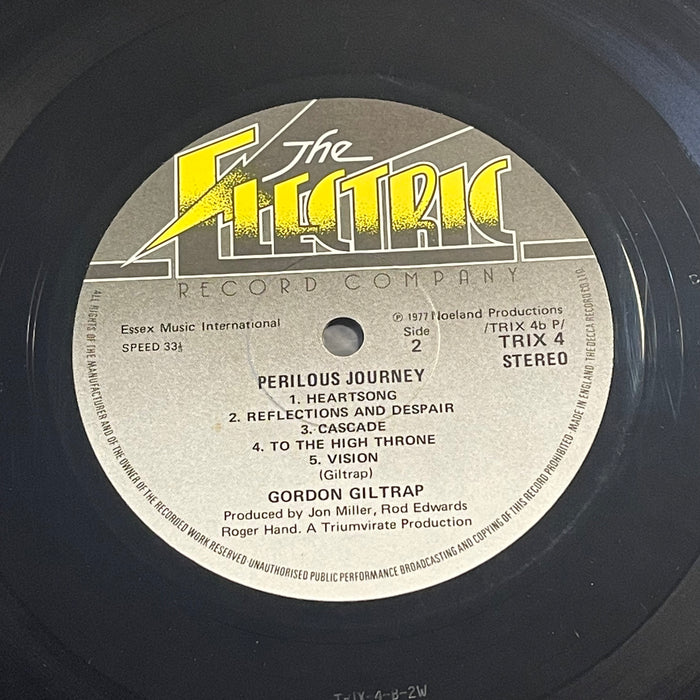 The
ELECTRIC
RECORD COMPANY
Essex Music International
SPEED 33⅓
℗ 1977 Noeland Productions
Side
2
/TRIX 4b P/
TRIX 4
STEREO
PERILOUS JOURNEY
1. HEARTSONG
2. REFLECTIONS AND DESPAIR
3. CASCADE
4. TO THE HIGH THRONE
5. VISION
(Giltrap)
GORDON GILTRAP
Produced by Jon Miller, Rod Edwards
Roger Hand. A Triumvirate Production
ALL RIGHTS OF THE MANUFACTURER AND OF THE OWNER OF THE RECORDED WORK RESERVED·UNAUTHORISED PUBLIC PERFORMANCE BROADCASTING AND COPYING OF THIS RECORD PROHIBITED·MADE IN ENGLAND·THE DECCA RECORD CO. LTD.
TRIX-4-B-2W